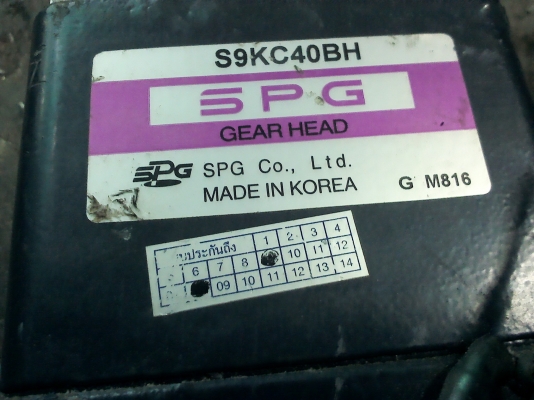 S9KC40BH
SPG
GEAR HEAD
SPG SPG Co., Ltd.
MADE IN KOREA G M816
ประกันถึง 1 2 3 4
6 7 8 10 11 12
09 10 11 12 13 14